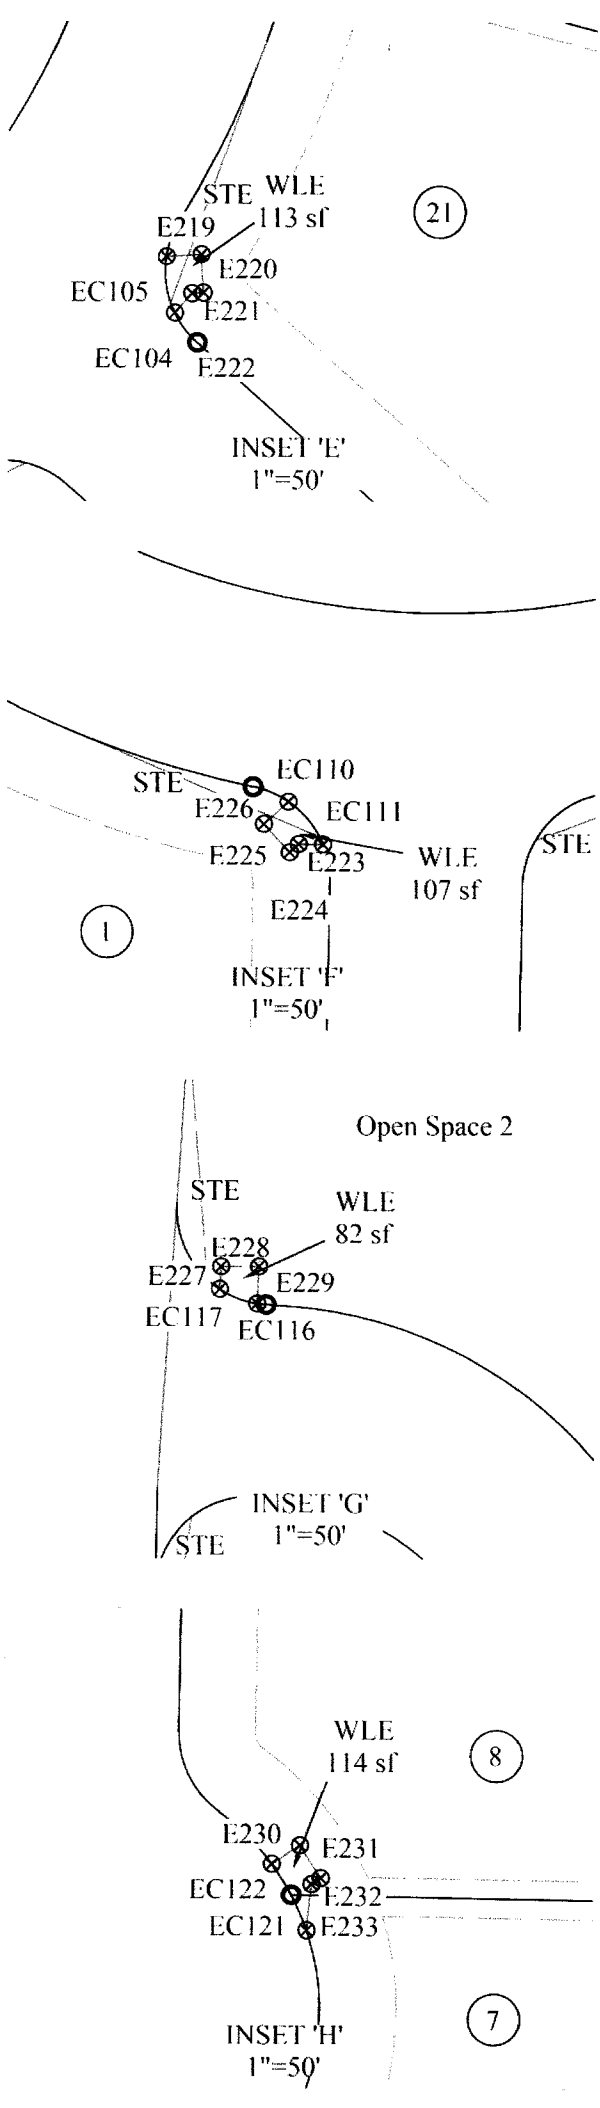 STE
WLE
113 sf
21
E219
E220
EC105
E221
EC104
E222
INSET 'E'
1"=50'
EC110
STE
E226
EC111
STE
E225
E223
WLE
107 sf
E224
1
INSET 'F'
1"=50'
Open Space 2
STE
WLE
82 sf
E228
E227
E229
EC117
EC116
INSET 'G'
1"=50'
STE
WLE
114 sf
8
E230
E231
EC122
E232
EC121
E233
7
INSET 'H'
1"=50'